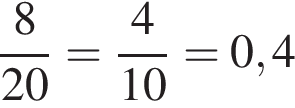 8/20 = 4/10 = 0,4